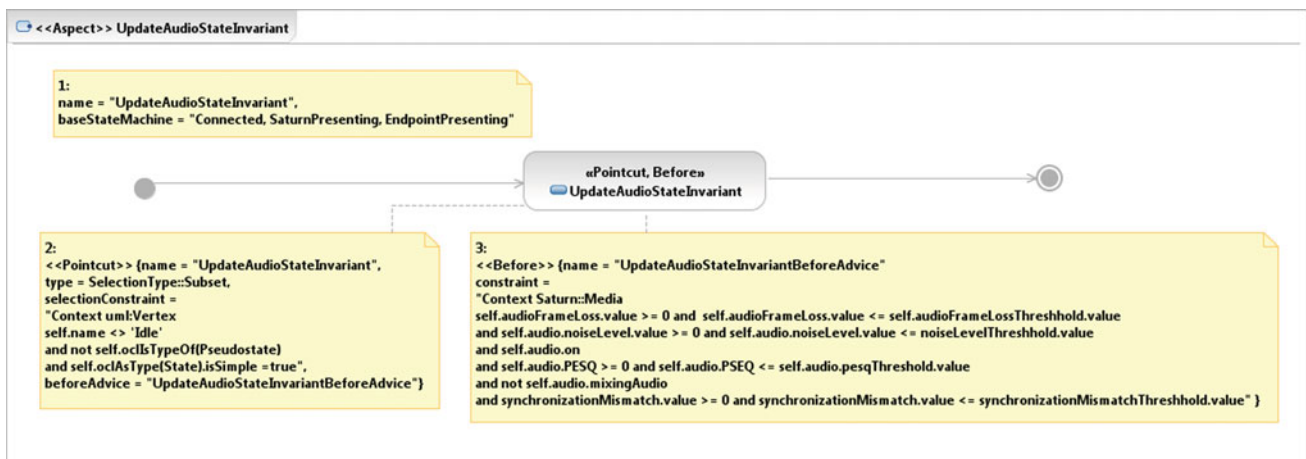 <<Aspect>> UpdateAudioStateInvariant
1:
name = "UpdateAudioStateInvariant",
baseStateMachine = "Connected, SaturnPresenting, EndpointPresenting"
«Pointcut, Before»
UpdateAudioStateInvariant
2:
<<Pointcut>> {name = "UpdateAudioStateInvariant",
type = SelectionType::Subset,
selectionConstraint =
"Context uml:Vertex
self.name <> 'Idle'
and not self.oclIsTypeOf(Pseudostate)
and self.oclAsType(State).isSimple =true",
beforeAdvice = "UpdateAudioStateInvariantBeforeAdvice"}
3:
<<Before>> {name = "UpdateAudioStateInvariantBeforeAdvice"
constraint =
"Context Saturn::Media
self.audioFrameLoss.value >= 0 and self.audioFrameLoss.value <= self.audioFrameLossThreshhold.value
and self.audio.noiseLevel.value >= 0 and self.audio.noiseLevel.value <= noiseLevelThreshhold.value
and self.audio.on
and self.audio.PESQ >= 0 and self.audio.PSEQ <= self.audio.pesqThreshold.value
and not self.audio.mixingAudio
and synchronizationMismatch.value >= 0 and synchronizationMismatch.value <= synchronizationMismatchThreshhold.value" }